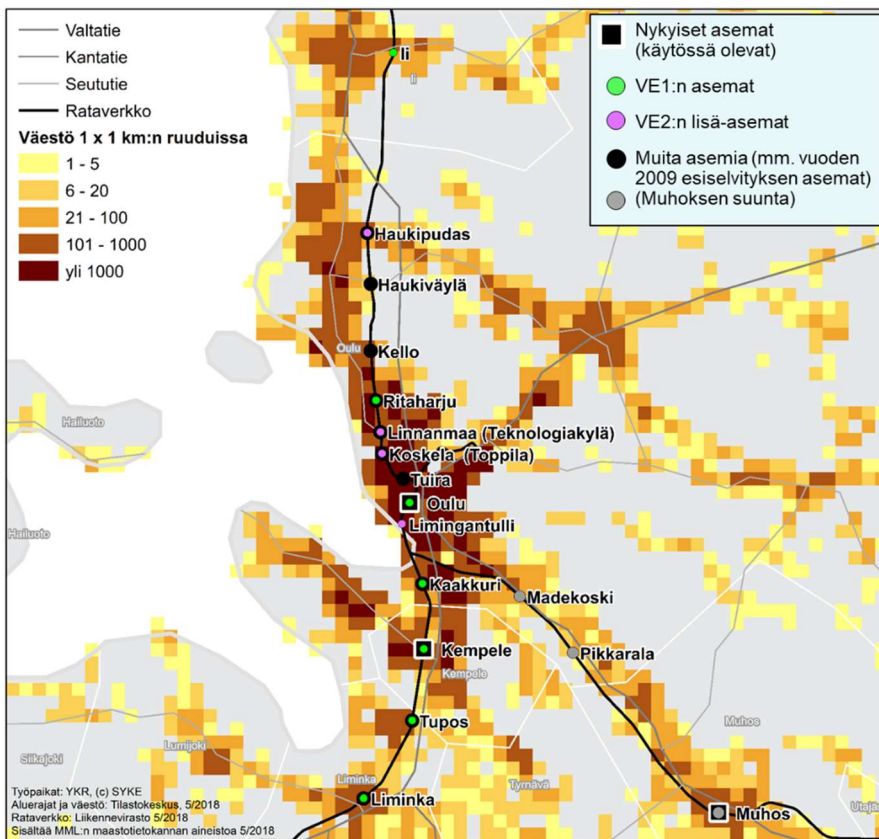 Valtatie
Kantatie
Seututie
Rataverkko
Väestö 1 x 1 km:n ruuduissa
1 - 5
6 - 20
21 - 100
101 - 1000
yli 1000
Nykyiset asemat
(käytössä olevat)
VE1:n asemat
VE2:n lisä-asemat
Muita asemia (mm. vuoden
2009 esiselvityksen asemat)
(Muhoksen suunta)
Ii
Ii
Haukipudas
Haukiväylä
Oulu
Kello
Ritaharju
Hailuoto
Linnanmaa (Teknologiakylä)
Koskela (Toppila)
Tuira
Oulu
Limingantulli
Hailuoto
Kaakkuri
Madekoski
Kempele
Pikkarala
Kempele
Tupos
Muhos
Lumijoki
Siikajoki
Liminka
Tyrnävä
Liminka
Muhos
Utajär
Työpaikat: YKR, (c) SYKE
Aluerajat ja väestö: Tilastokeskus, 5/2018
Rataverkko: Liikennevirasto 5/2018
Sisältää MML:n maastotietokannan aineistoa 5/2018